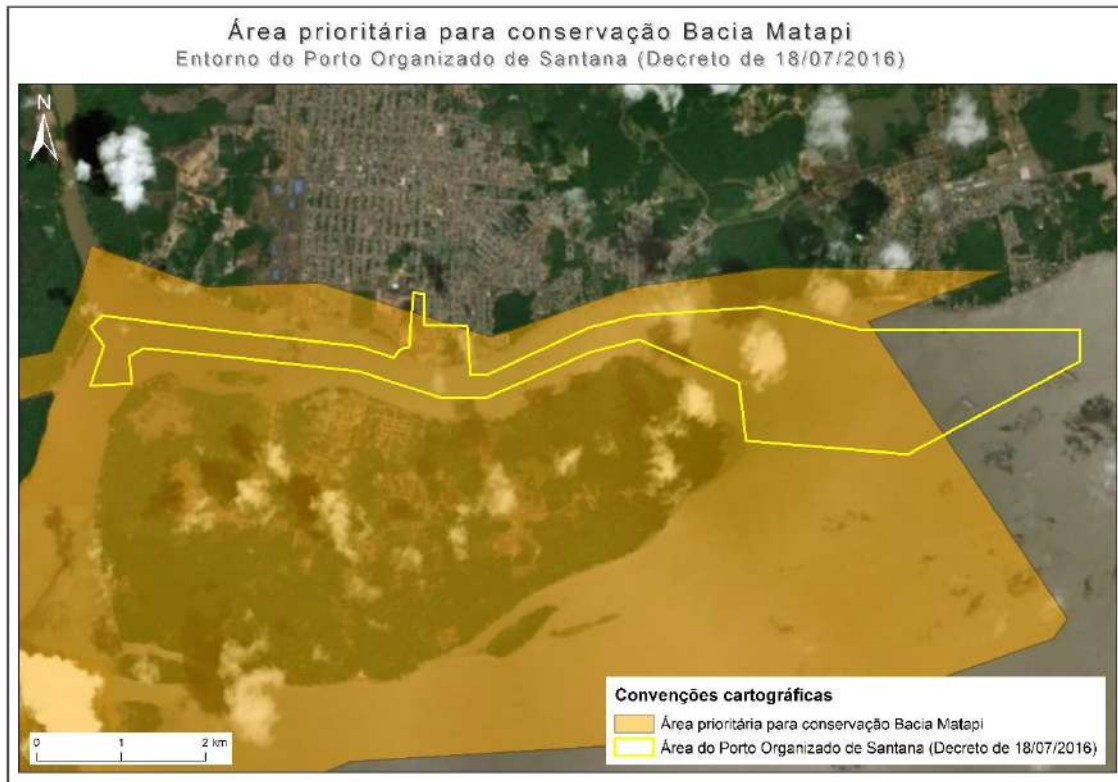 Área prioritária para conservação Bacia Matapi
Entorno do Porto Organizado de Santana (Decreto de 18/07/2016)
N
Convenções cartográficas
Área prioritária para conservação Bacia Matapi
Área do Porto Organizado de Santana (Decreto de 18/07/2016)
0 1 2 km